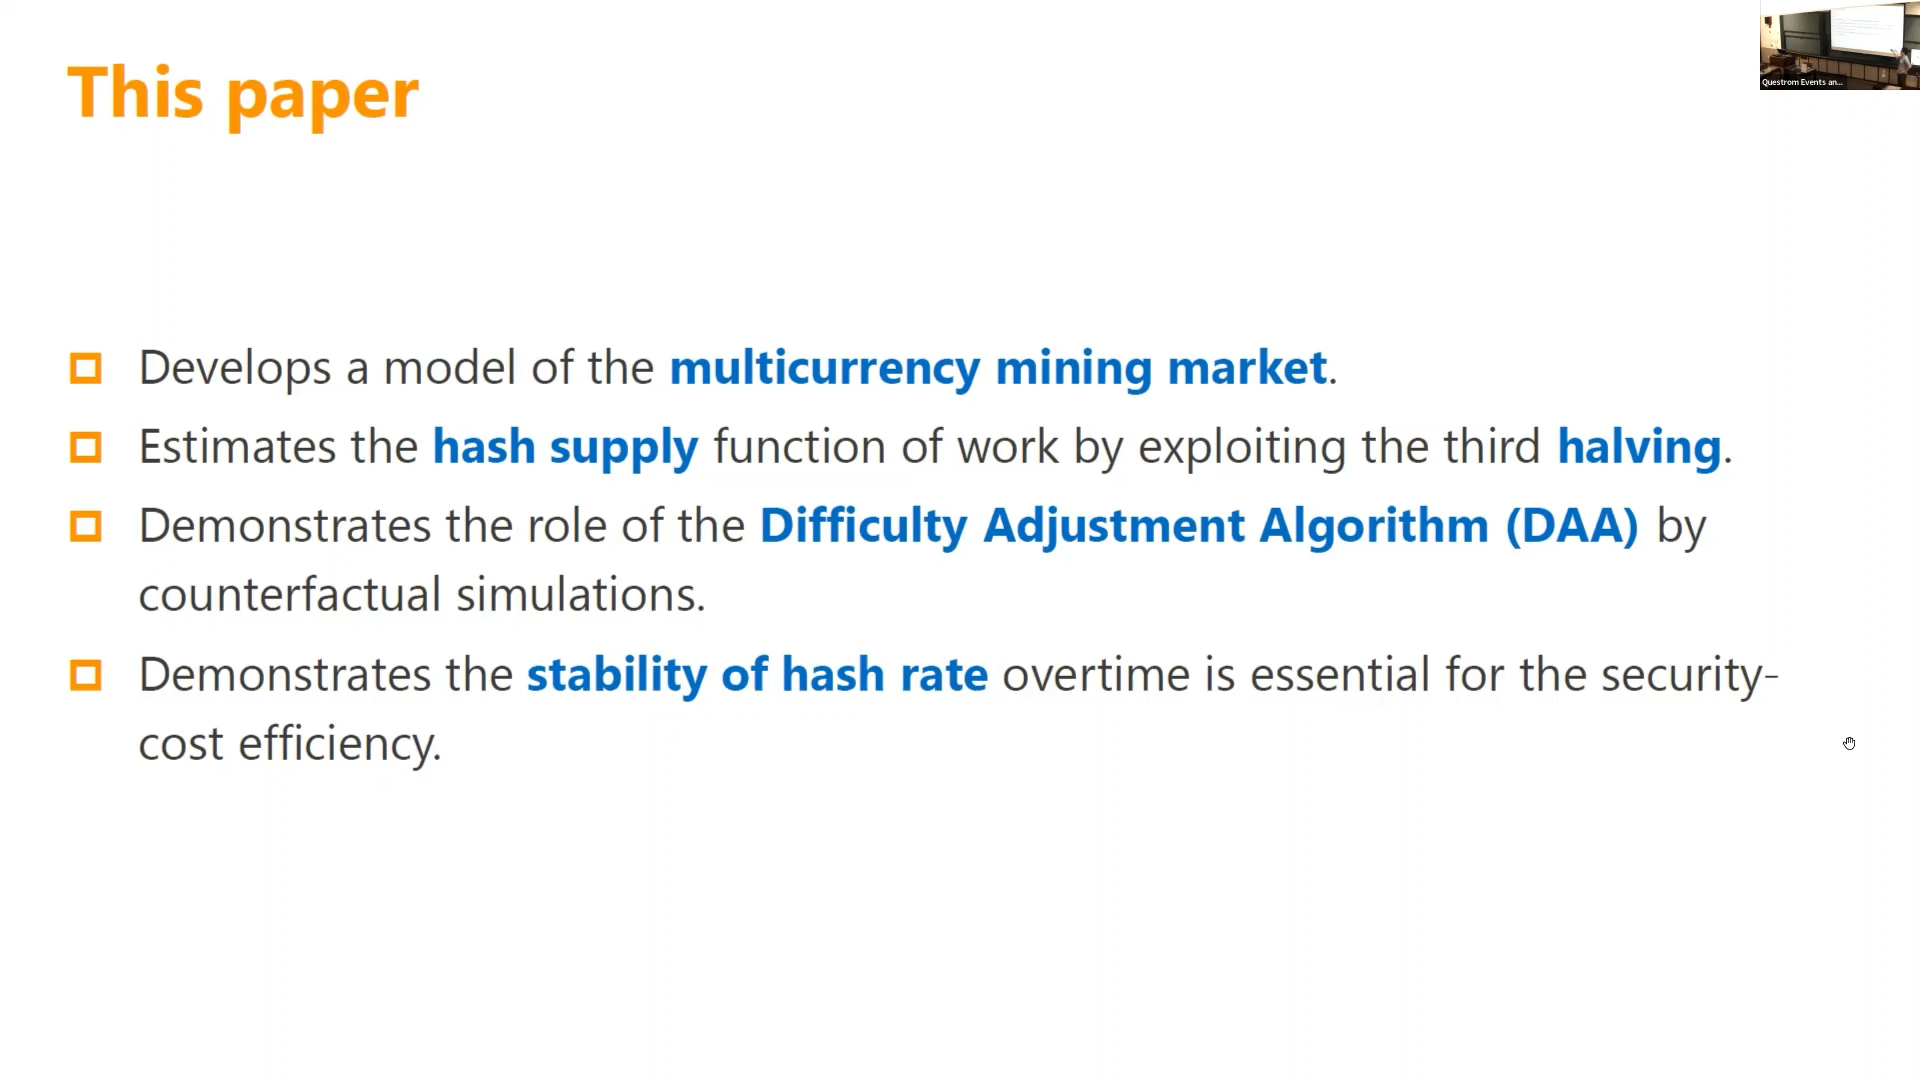 This paper
Questrom Events an...
Develops a model of the multicurrency mining market.
Estimates the hash supply function of work by exploiting the third halving.
Demonstrates the role of the Difficulty Adjustment Algorithm (DAA) by
counterfactual simulations.
Demonstrates the stability of hash rate overtime is essential for the security-
cost efficiency.